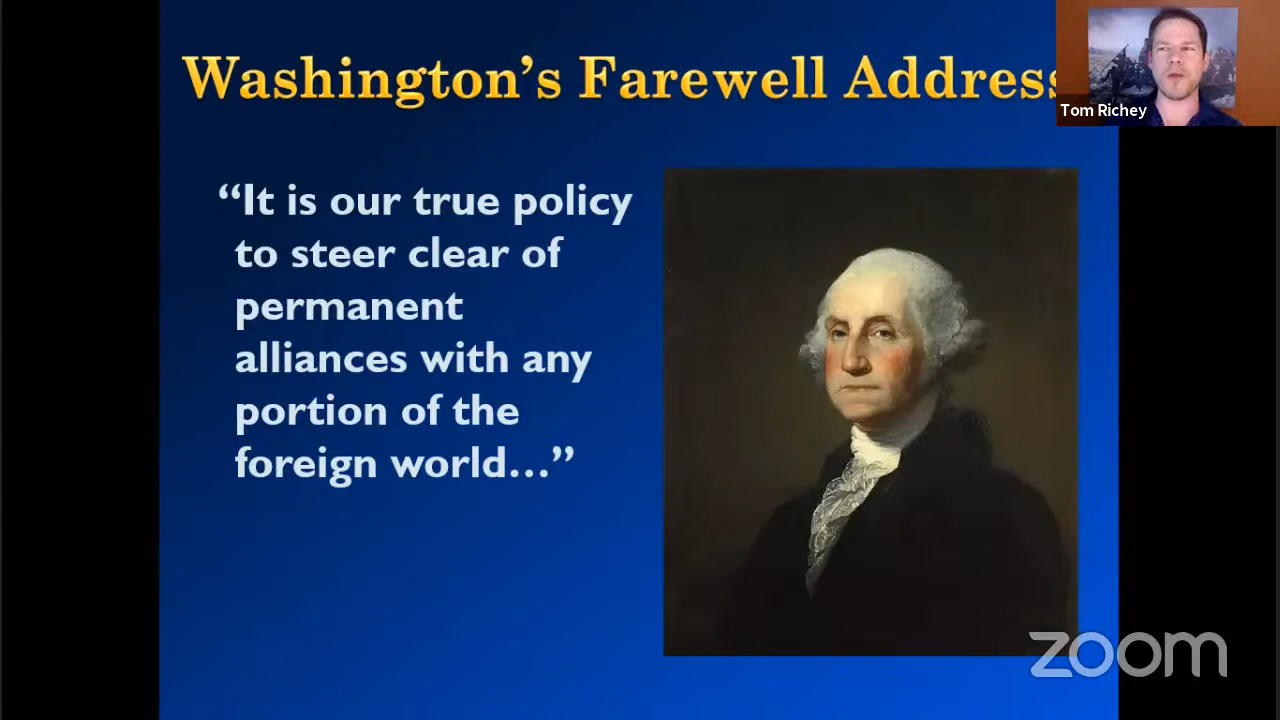 Washington's Farewell Address
Tom Richey
“It is our true policy
to steer clear of
permanent
alliances with any
portion of the
foreign world…”
zoom